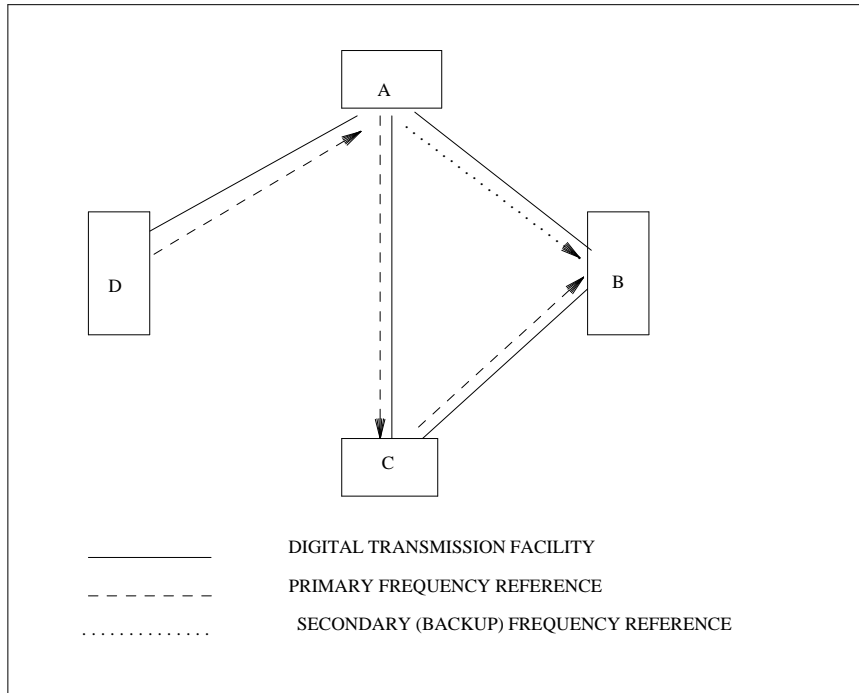 A
D
B
C
DIGITAL TRANSMISSION FACILITY
PRIMARY FREQUENCY REFERENCE
SECONDARY (BACKUP) FREQUENCY REFERENCE